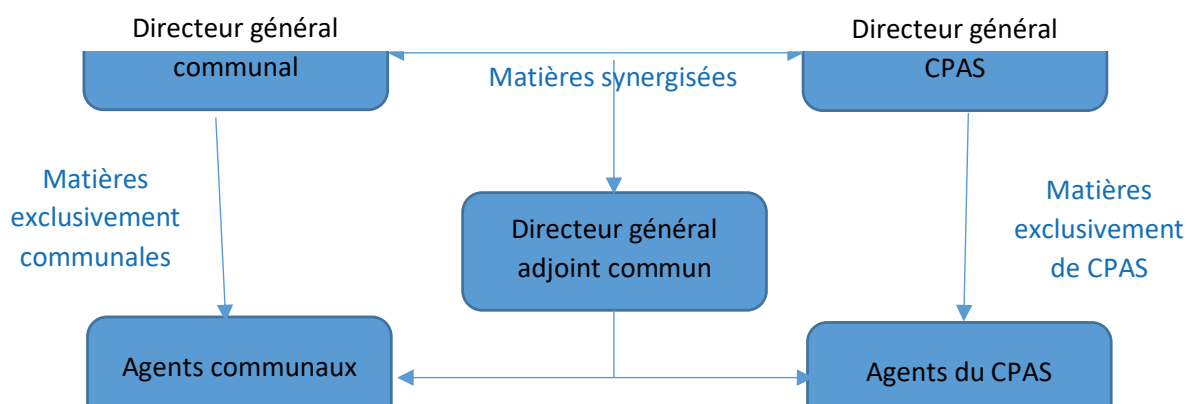 Directeur général
communal
Directeur général
CPAS
Matières synergisées
Matières
exclusivement
communales
Directeur général
adjoint commun
Matières
exclusivement
de CPAS
Agents communaux
Agents du CPAS